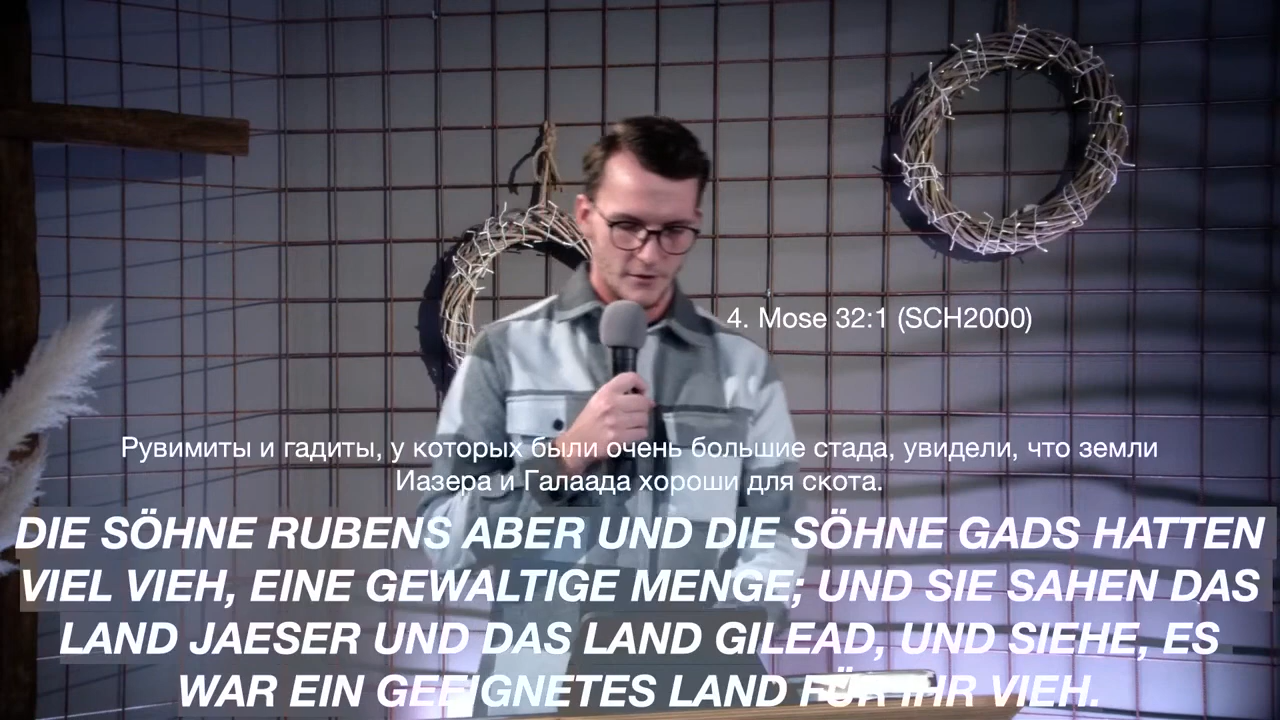 4. Mose 32:1 (SCH2000)
Рувимиты и гадиты, у которых были очень большие стада, увидели, что земли
Иазера и Галаада хороши для скота.
DIE SÖHNE RUBENS ABER UND DIE SÖHNE GADS HATTEN
VIEL VIEH, EINE GEWALTIGE MENGE; UND SIE SAHEN DAS
LAND JAESER UND DAS LAND GILEAD, UND SIEHE, ES
WAR EIN GEEIGNETES LAND FÜR IHR VIEH.